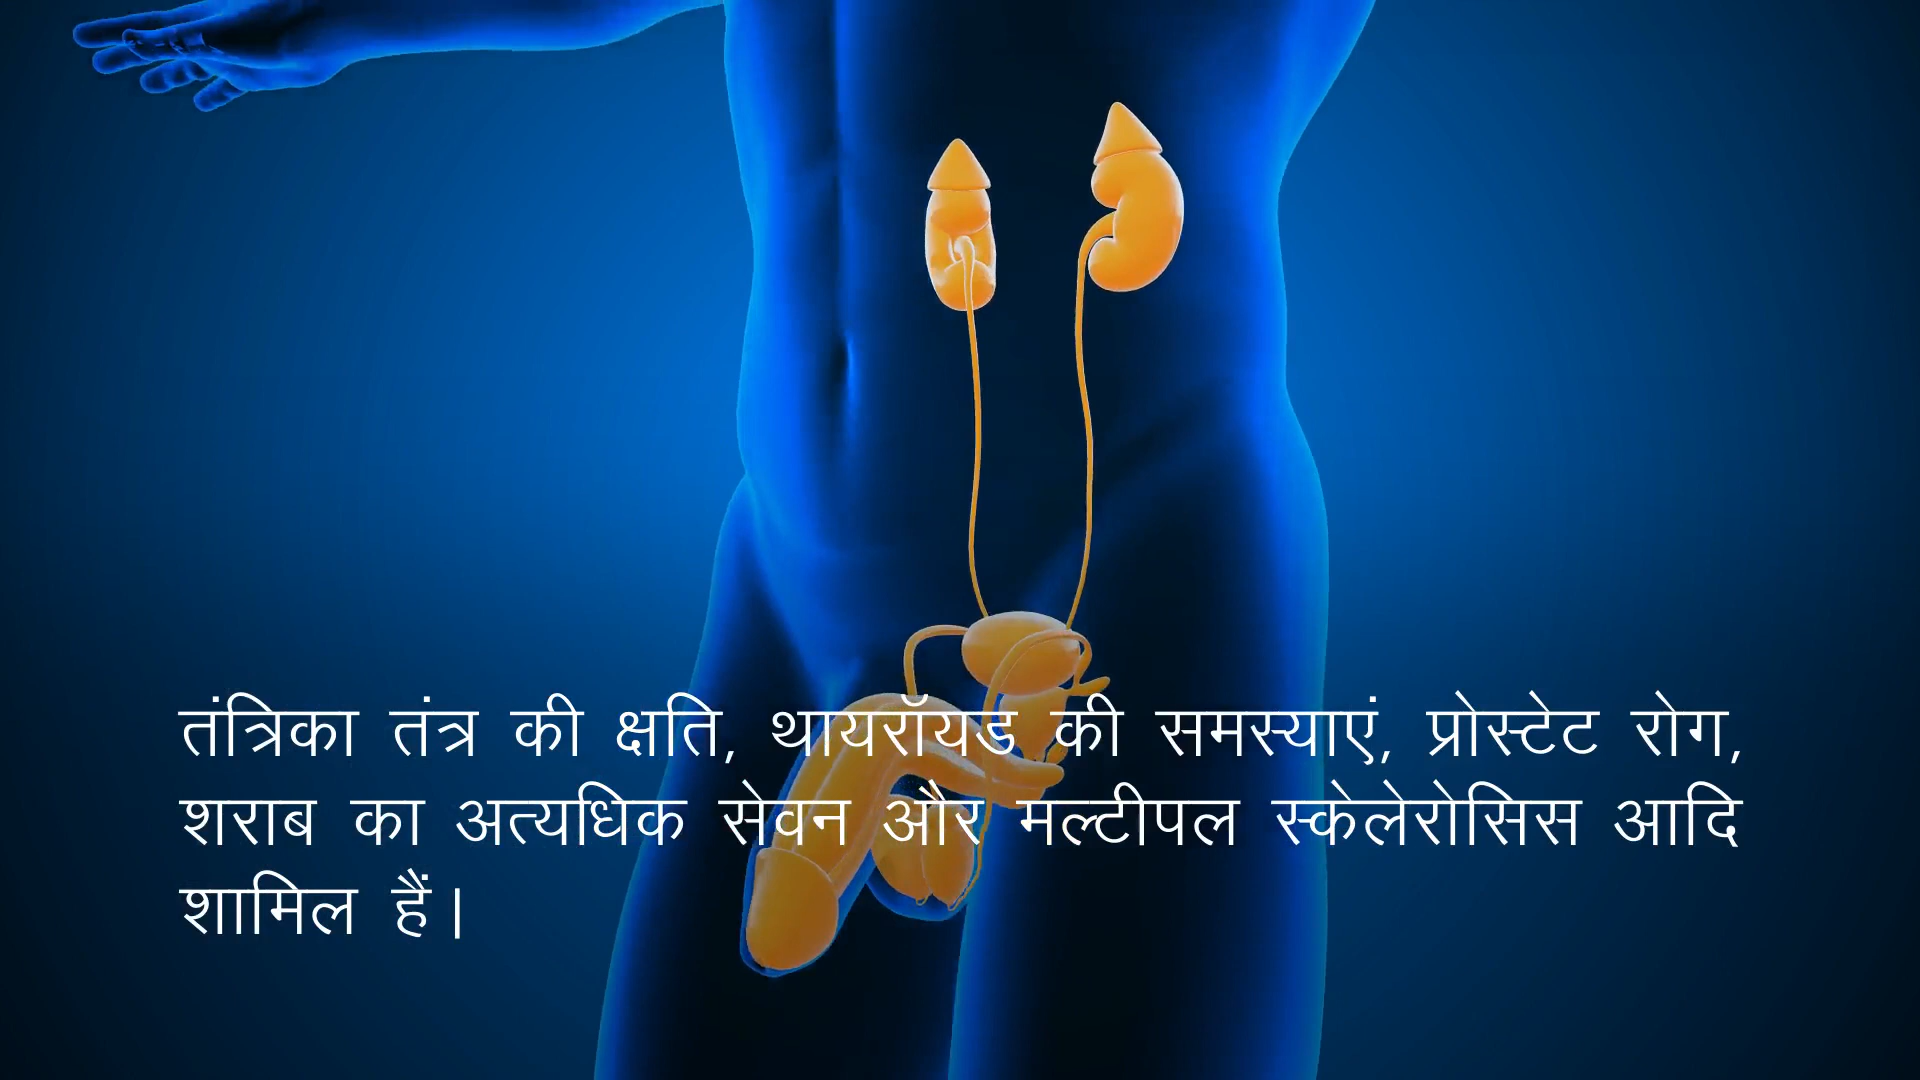 तंत्रिका तंत्र की क्षति, थायरॉयड की समस्याएं, प्रोस्टेट रोग,
शराब का अत्यधिक सेवन और मल्टीपल स्केलेरोसिस आदि
शामिल हैं।